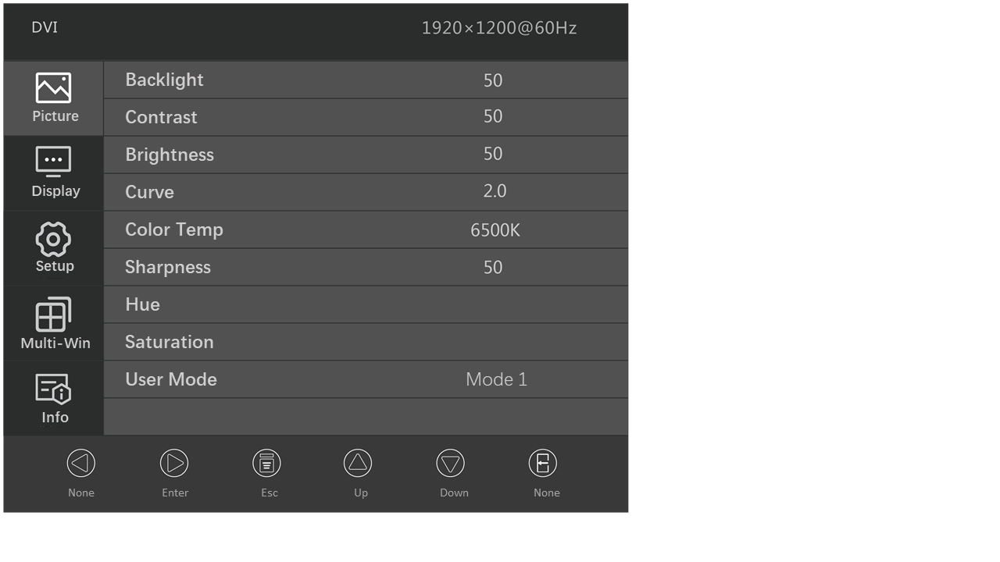 DVI 1920×1200@60Hz
Picture
Display
Setup
Multi-Win
Info
Backlight 50
Contrast 50
Brightness 50
Curve 2.0
Color Temp 6500K
Sharpness 50
Hue
Saturation
User Mode Mode 1
None Enter Esc Up Down None